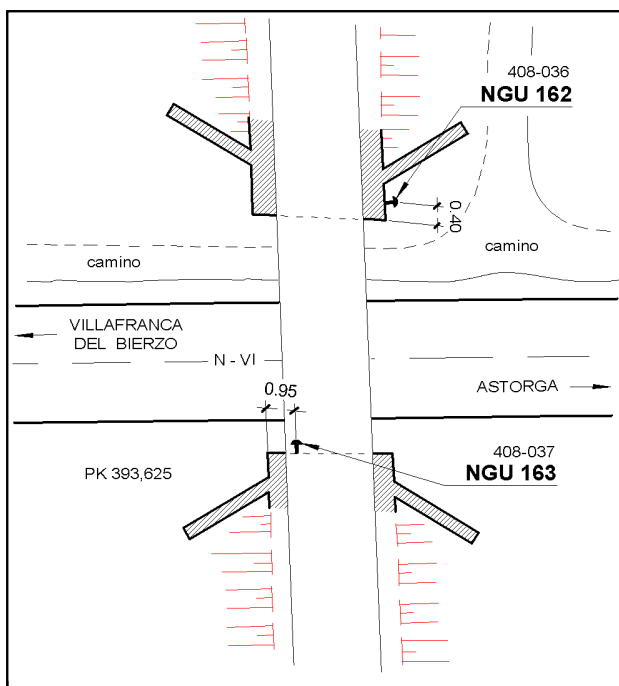 408-036
NGU 162
0.40
camino
camino
VILLAFRANCA
DEL BIERZO
N - VI
0.95
ASTORGA
PK 393,625
408-037
NGU 163